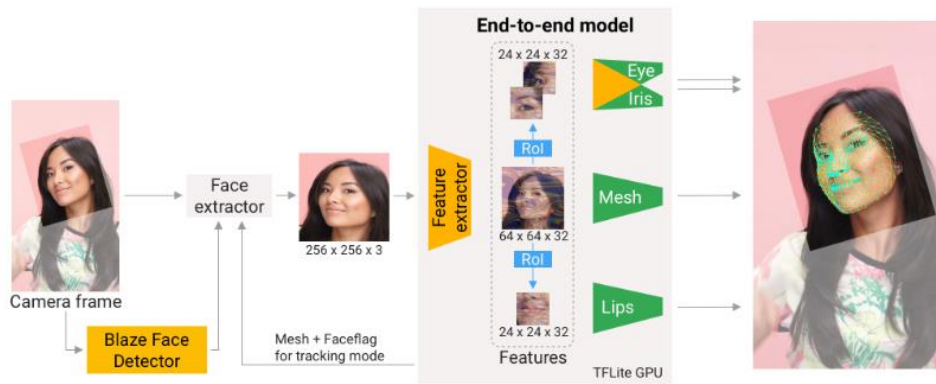 End-to-end model
24 x 24 x 32
Eye
Iris
RoI
Face
extractor
256 x 256 x 3
Feature
extractor
64 x 64 x 32
Mesh
RoI
Lips
24 x 24 x 32
Features
TFLite GPU
Camera frame
Blaze Face
Detector
Mesh + Faceflag
for tracking mode